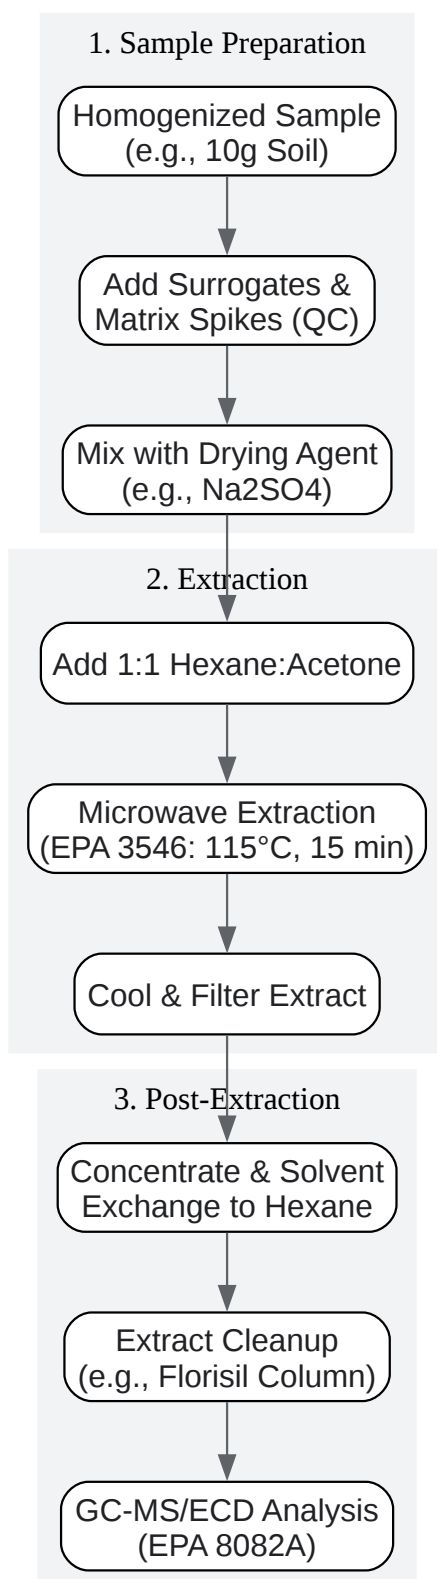 1. Sample Preparation
Homogenized Sample
(e.g., 10g Soil)
Add Surrogates &
Matrix Spikes (QC)
Mix with Drying Agent
(e.g., Na2SO4)
2. Extraction
Add 1:1 Hexane:Acetone
Microwave Extraction
(EPA 3546: 115°C, 15 min)
Cool & Filter Extract
3. Post-Extraction
Concentrate & Solvent
Exchange to Hexane
Extract Cleanup
(e.g., Florisil Column)
GC-MS/ECD Analysis
(EPA 8082A)